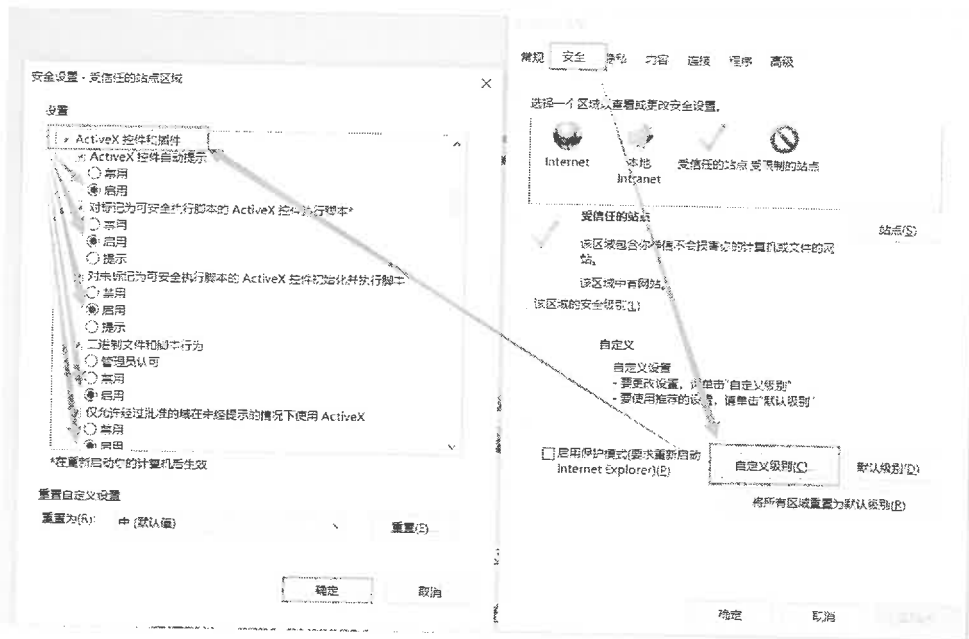 安全设置 - 受信任的站点区域
设置
ActiveX 控件和插件
ActiveX 控件自动提示
禁用
启用
对标记为可安全执行脚本的 ActiveX 控件执行脚本*
禁用
启用
提示
对未标记为可安全执行脚本的 ActiveX 控件初始化并执行脚本
禁用
启用
提示
二进制文件和脚本行为
管理员认可
禁用
启用
仅允许经过批准的域在未经提示的情况下使用 ActiveX
禁用
启用
*在重新启动你的计算机后生效
重置自定义设置
重置为(R):
中 (默认值)
重置(E)...
确定
取消
常规 安全 隐私 内容 连接 程序 高级
选择一个区域以查看或更改安全设置。
Internet
本地
Intranet
受信任的站点
受限制的站点
受信任的站点
站点(S)
该区域包含你相信不会损害你的计算机或文件的网
站。
该区域中有网站。
该区域的安全级别(L)
自定义
自定义设置
- 要更改设置，请单击“自定义级别”
- 要使用推荐的设置，请单击“默认级别”
启用保护模式(要求重新启动
Internet Explorer)(P)
自定义级别(C)...
默认级别(D)
将所有区域重置为默认级别(R)
确定
取消